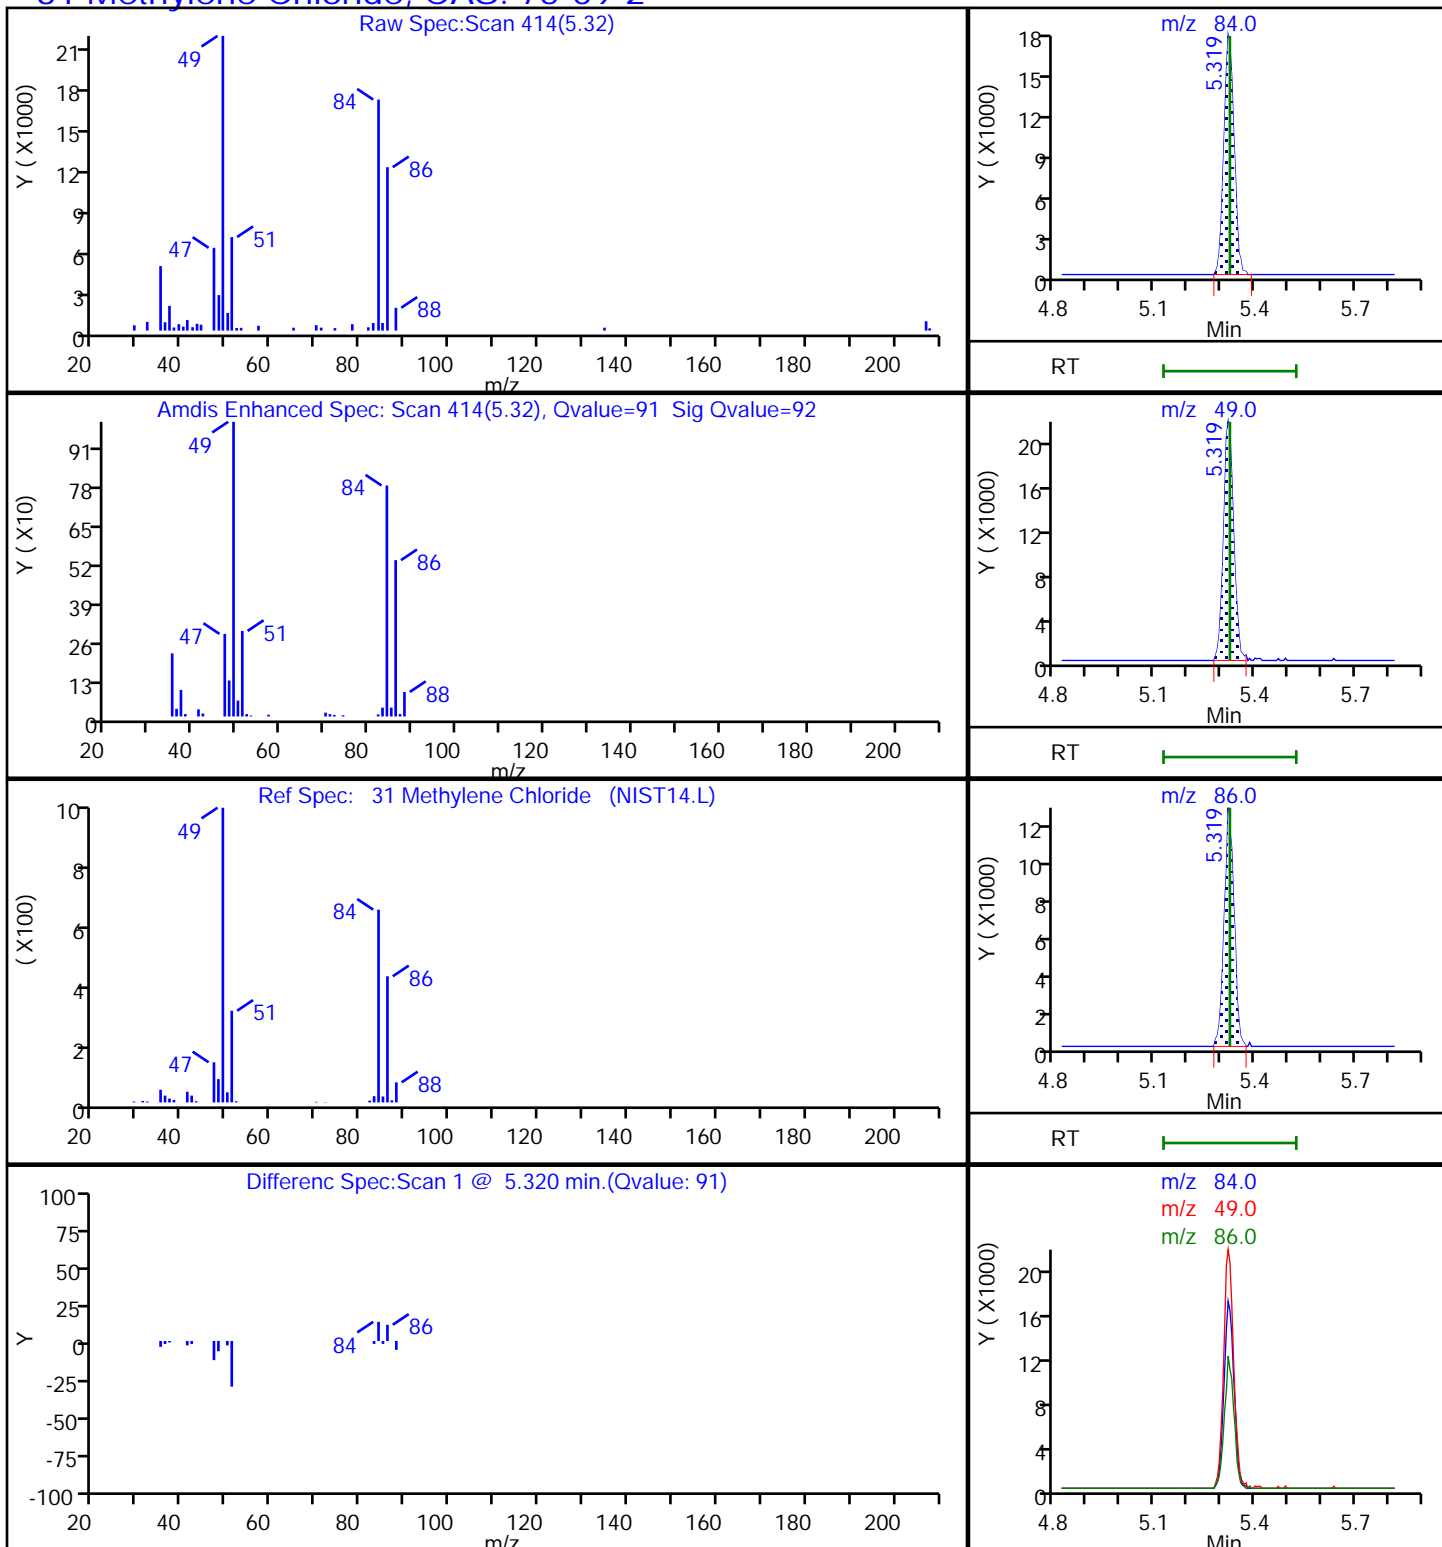 31 Methylene Chloride, CAS: 75-09-2
Raw Spec:Scan 414(5.32)
Y ( X1000)
21
18
15
12
9
6
3
0
49
84
86
47
51
88
20 40 60 80 100 120 140 160 180 200
m/z
m/z 84.0
Y ( X1000)
18
15
12
9
6
3
0
5.319
4.8 5.1 5.4 5.7
Min
RT
Amdis Enhanced Spec: Scan 414(5.32), Qvalue=91 Sig Qvalue=92
Y ( X10)
91
78
65
52
39
26
13
0
49
84
86
47
51
88
20 40 60 80 100 120 140 160 180 200
m/z
m/z 49.0
Y ( X1000)
20
16
12
8
4
0
5.319
4.8 5.1 5.4 5.7
Min
RT
Ref Spec: 31 Methylene Chloride (NIST14.L)
( X100)
10
8
6
4
2
0
49
84
86
51
47
88
20 40 60 80 100 120 140 160 180 200
m/z 86.0
Y ( X1000)
12
10
8
6
4
2
0
5.319
4.8 5.1 5.4 5.7
Min
RT
Differenc Spec:Scan 1 @ 5.320 min.(Qvalue: 91)
Y
100
75
50
25
0
-25
-50
-75
-100
84
86
20 40 60 80 100 120 140 160 180 200
m/z
m/z 84.0
m/z 49.0
m/z 86.0
Y ( X1000)
20
16
12
8
4
0
4.8 5.1 5.4 5.7
Min